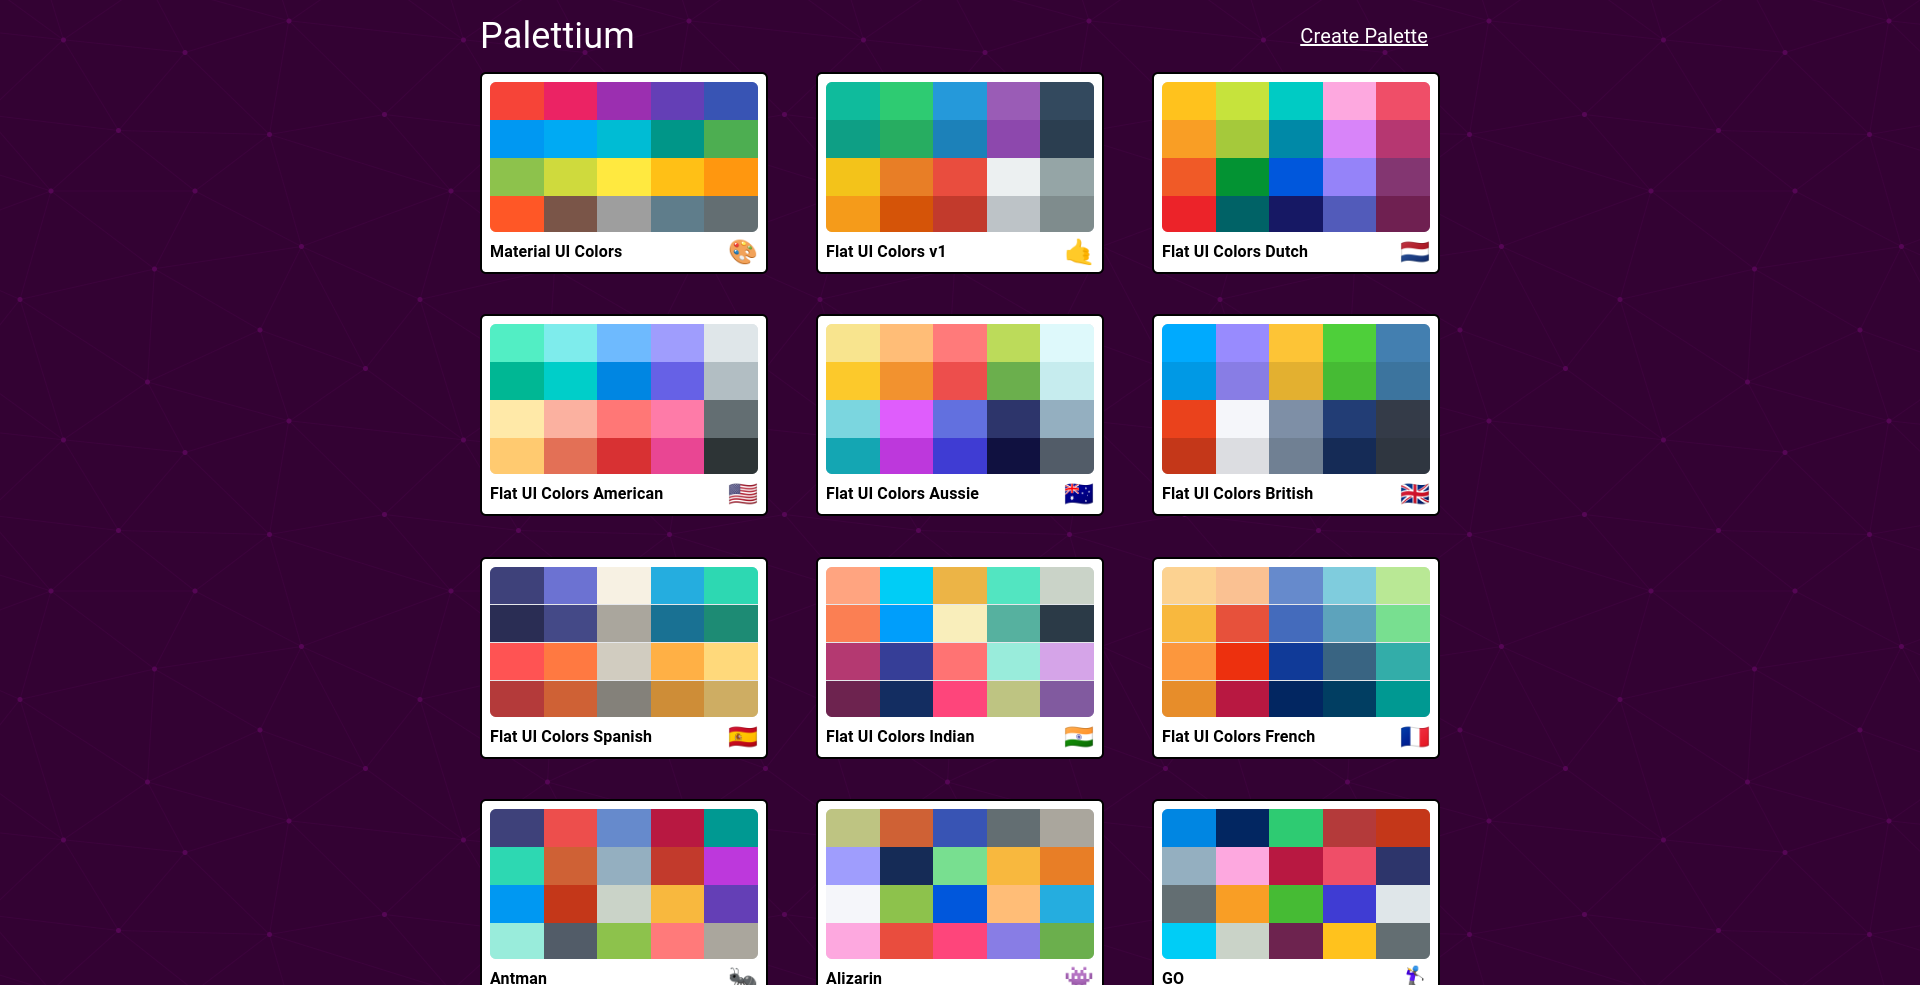 Palettium
Create Palette
Material UI Colors
Flat UI Colors v1
Flat UI Colors Dutch
Flat UI Colors American
Flat UI Colors Aussie
Flat UI Colors British
Flat UI Colors Spanish
Flat UI Colors Indian
Flat UI Colors French
Antman
Alizarin
GO